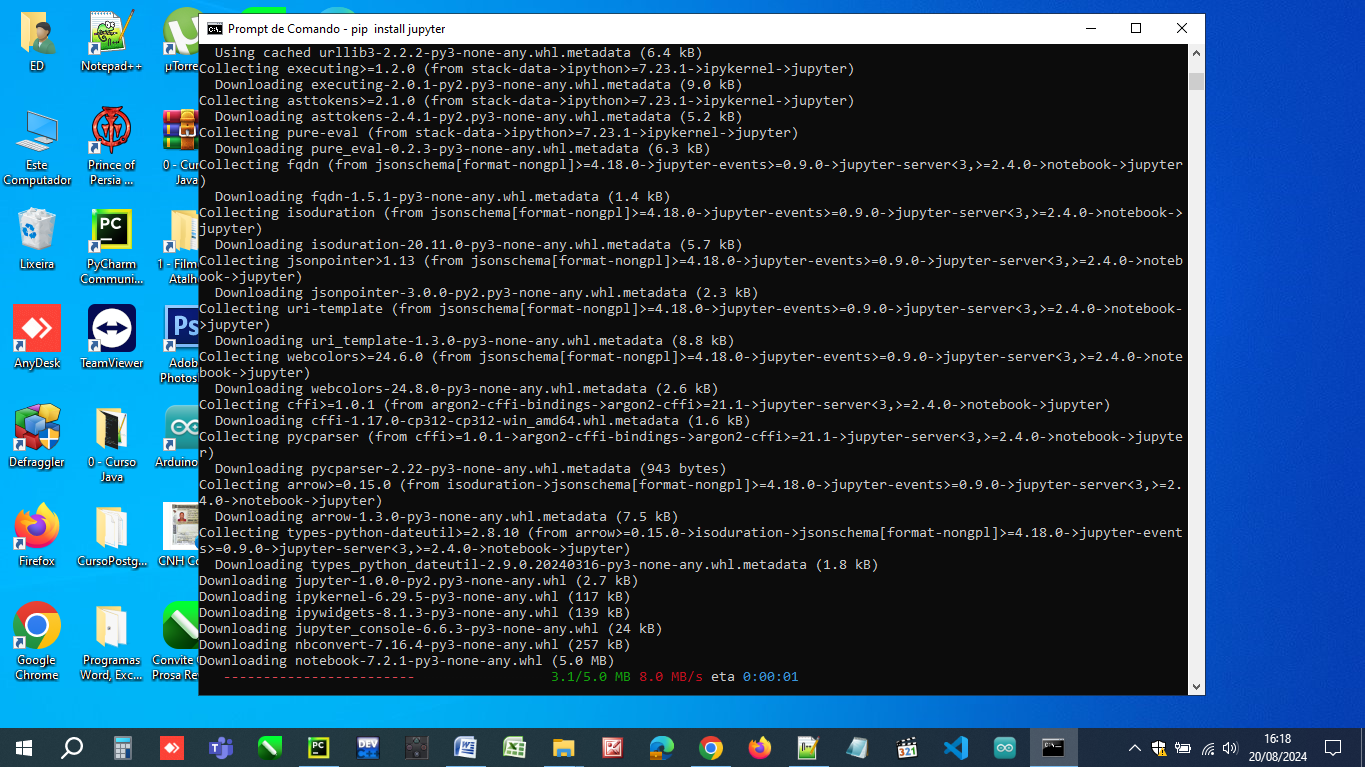 Prompt de Comando - pip  install jupyter
  Using cached urllib3-2.2.2-py3-none-any.whl.metadata (6.4 kB)
Collecting executing>=1.2.0 (from stack-data->ipython>=7.23.1->ipykernel->jupyter)
  Downloading executing-2.0.1-py2.py3-none-any.whl.metadata (9.0 kB)
Collecting asttokens>=2.1.0 (from stack-data->ipython>=7.23.1->ipykernel->jupyter)
  Downloading asttokens-2.4.1-py2.py3-none-any.whl.metadata (5.2 kB)
Collecting pure-eval (from stack-data->ipython>=7.23.1->ipykernel->jupyter)
  Downloading pure_eval-0.2.3-py3-none-any.whl.metadata (6.3 kB)
Collecting fqdn (from jsonschema[format-nongpl]>=4.18.0->jupyter-events>=0.9.0->jupyter-server<3,>=2.4.0->notebook->jupyter
)
  Downloading fqdn-1.5.1-py3-none-any.whl.metadata (1.4 kB)
Collecting isoduration (from jsonschema[format-nongpl]>=4.18.0->jupyter-events>=0.9.0->jupyter-server<3,>=2.4.0->notebook->
jupyter)
  Downloading isoduration-20.11.0-py3-none-any.whl.metadata (5.7 kB)
Collecting jsonpointer>1.13 (from jsonschema[format-nongpl]>=4.18.0->jupyter-events>=0.9.0->jupyter-server<3,>=2.4.0->noteb
ook->jupyter)
  Downloading jsonpointer-3.0.0-py2.py3-none-any.whl.metadata (2.3 kB)
Collecting uri-template (from jsonschema[format-nongpl]>=4.18.0->jupyter-events>=0.9.0->jupyter-server<3,>=2.4.0->notebook-
>jupyter)
  Downloading uri_template-1.3.0-py3-none-any.whl.metadata (8.8 kB)
Collecting webcolors>=24.6.0 (from jsonschema[format-nongpl]>=4.18.0->jupyter-events>=0.9.0->jupyter-server<3,>=2.4.0->note
book->jupyter)
  Downloading webcolors-24.8.0-py3-none-any.whl.metadata (2.6 kB)
Collecting cffi>=1.0.1 (from argon2-cffi-bindings->argon2-cffi>=21.1->jupyter-server<3,>=2.4.0->notebook->jupyter)
  Downloading cffi-1.17.0-cp312-cp312-win_amd64.whl.metadata (1.6 kB)
Collecting pycparser (from cffi>=1.0.1->argon2-cffi-bindings->argon2-cffi>=21.1->jupyter-server<3,>=2.4.0->notebook->jupyte
r)
  Downloading pycparser-2.22-py3-none-any.whl.metadata (943 bytes)
Collecting arrow>=0.15.0 (from isoduration->jsonschema[format-nongpl]>=4.18.0->jupyter-events>=0.9.0->jupyter-server<3,>=2.
4.0->notebook->jupyter)
  Downloading arrow-1.3.0-py3-none-any.whl.metadata (7.5 kB)
Collecting types-python-dateutil>=2.8.10 (from arrow>=0.15.0->isoduration->jsonschema[format-nongpl]>=4.18.0->jupyter-event
s>=0.9.0->jupyter-server<3,>=2.4.0->notebook->jupyter)
  Downloading types_python_dateutil-2.9.0.20240316-py3-none-any.whl.metadata (1.8 kB)
Downloading jupyter-1.0.0-py2.py3-none-any.whl (2.7 kB)
Downloading ipykernel-6.29.5-py3-none-any.whl (117 kB)
Downloading ipywidgets-8.1.3-py3-none-any.whl (139 kB)
Downloading jupyter_console-6.6.3-py3-none-any.whl (24 kB)
Downloading nbconvert-7.16.4-py3-none-any.whl (257 kB)
Downloading notebook-7.2.1-py3-none-any.whl (5.0 MB)
   ------------------------                 3.1/5.0 MB 8.0 MB/s eta 0:00:01
ED
Notepad++
µTorre
Este
Computador
Prince of
Persia ...
0 - Cur
Java
Lixeira
PC
PyCharm
Communi...
1 - Film
Atalh
AnyDesk
TeamViewer
Ps
Adob
Photosh
Defraggler
0 - Curso
Java
Arduino
Firefox
CursoPostg...
CNH Co
Google
Chrome
Programas
Word, Exc...
Convite
Prosa Re
PC
DEV
321
16:18
20/08/2024